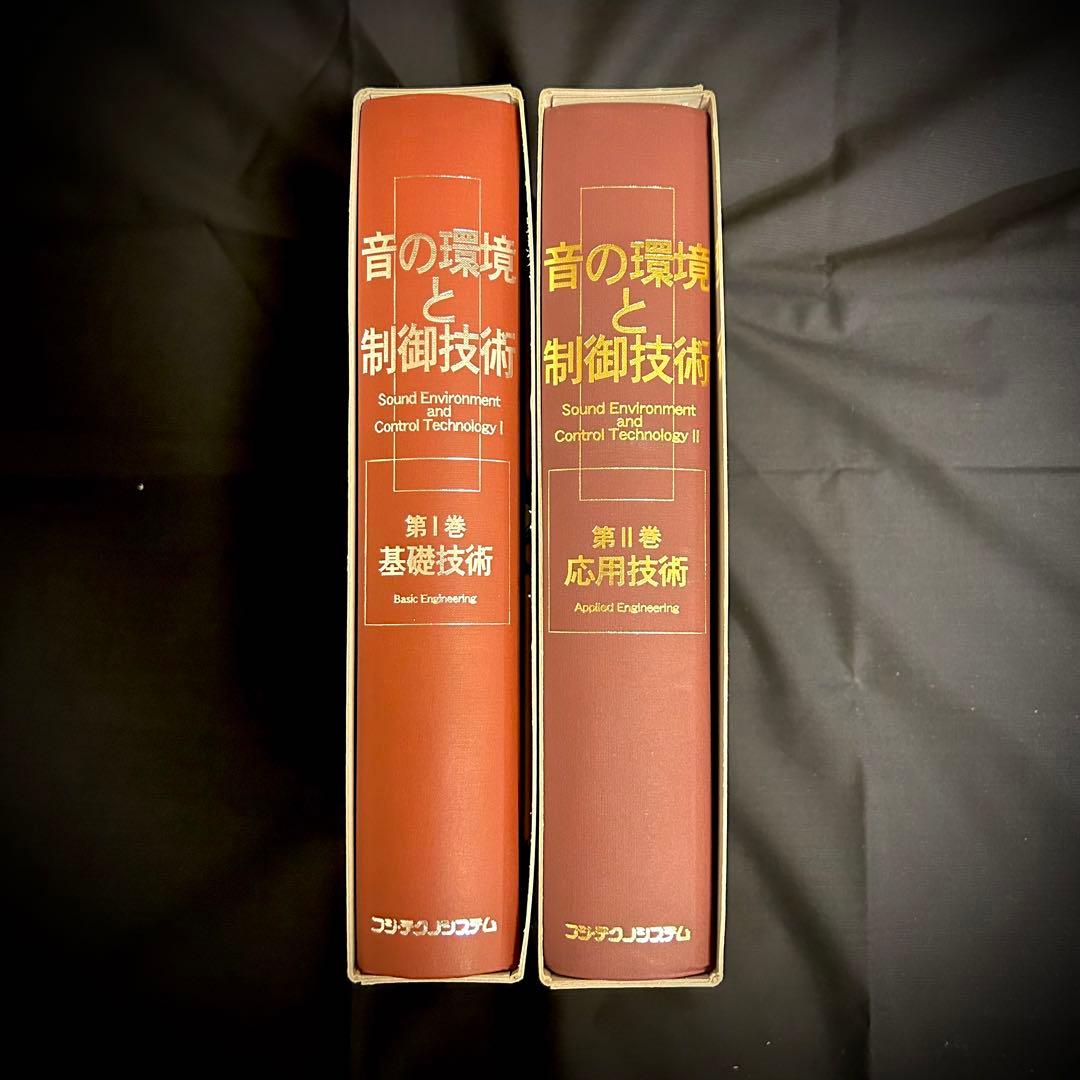 音の環境
と
制御技術
Sound Environment
and
Control Technology I
第I巻
基礎技術
Basic Engineering
フジ・テクノシステム
音の環境
と
制御技術
Sound Environment
and
Control Technology II
第II巻
応用技術
Applied Engineering
フジ・テクノシステム